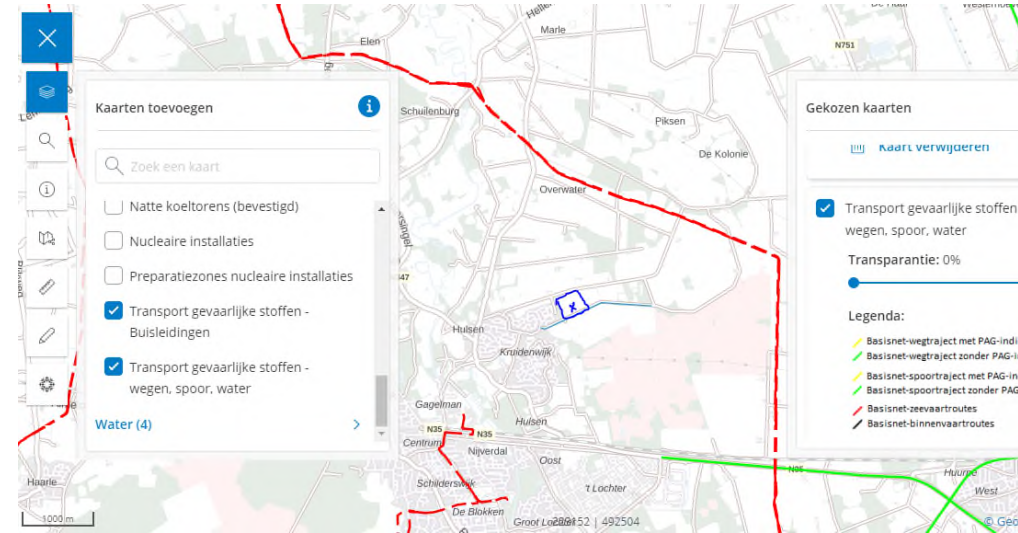 Marle
Elen
N751
Kaarten toevoegen
Zoek een kaart
Natte koeltorens (bevestigd)
Nucleaire installaties
Preparatiezones nucleaire installaties
Transport gevaarlijke stoffen -
Buisleidingen
Transport gevaarlijke stoffen -
wegen, spoor, water
Water (4)
Schuilenburg
Piksen
De Kolonie
Overwater
Hulsen
Kruidenwijk
Gagelman
Hulsen
N35
N35
Centrum
Nijverdal
Oost
Schilderswijk
't Lochter
De Blokken
Haarle
1000 m
492504
Gekozen kaarten
Kaart verwijderen
Transport gevaarlijke stoffen
wegen, spoor, water
Transparantie: 0%
Legenda:
Basisnet-wegtraject met PAG-indi
Basisnet-wegtraject zonder PAG-i
Basisnet-spoortraject met PAG-in
Basisnet-spoortraject zonder PAG
Basisnet-zeevaartroutes
Basisnet-binnenvaartroutes
West
© Geo